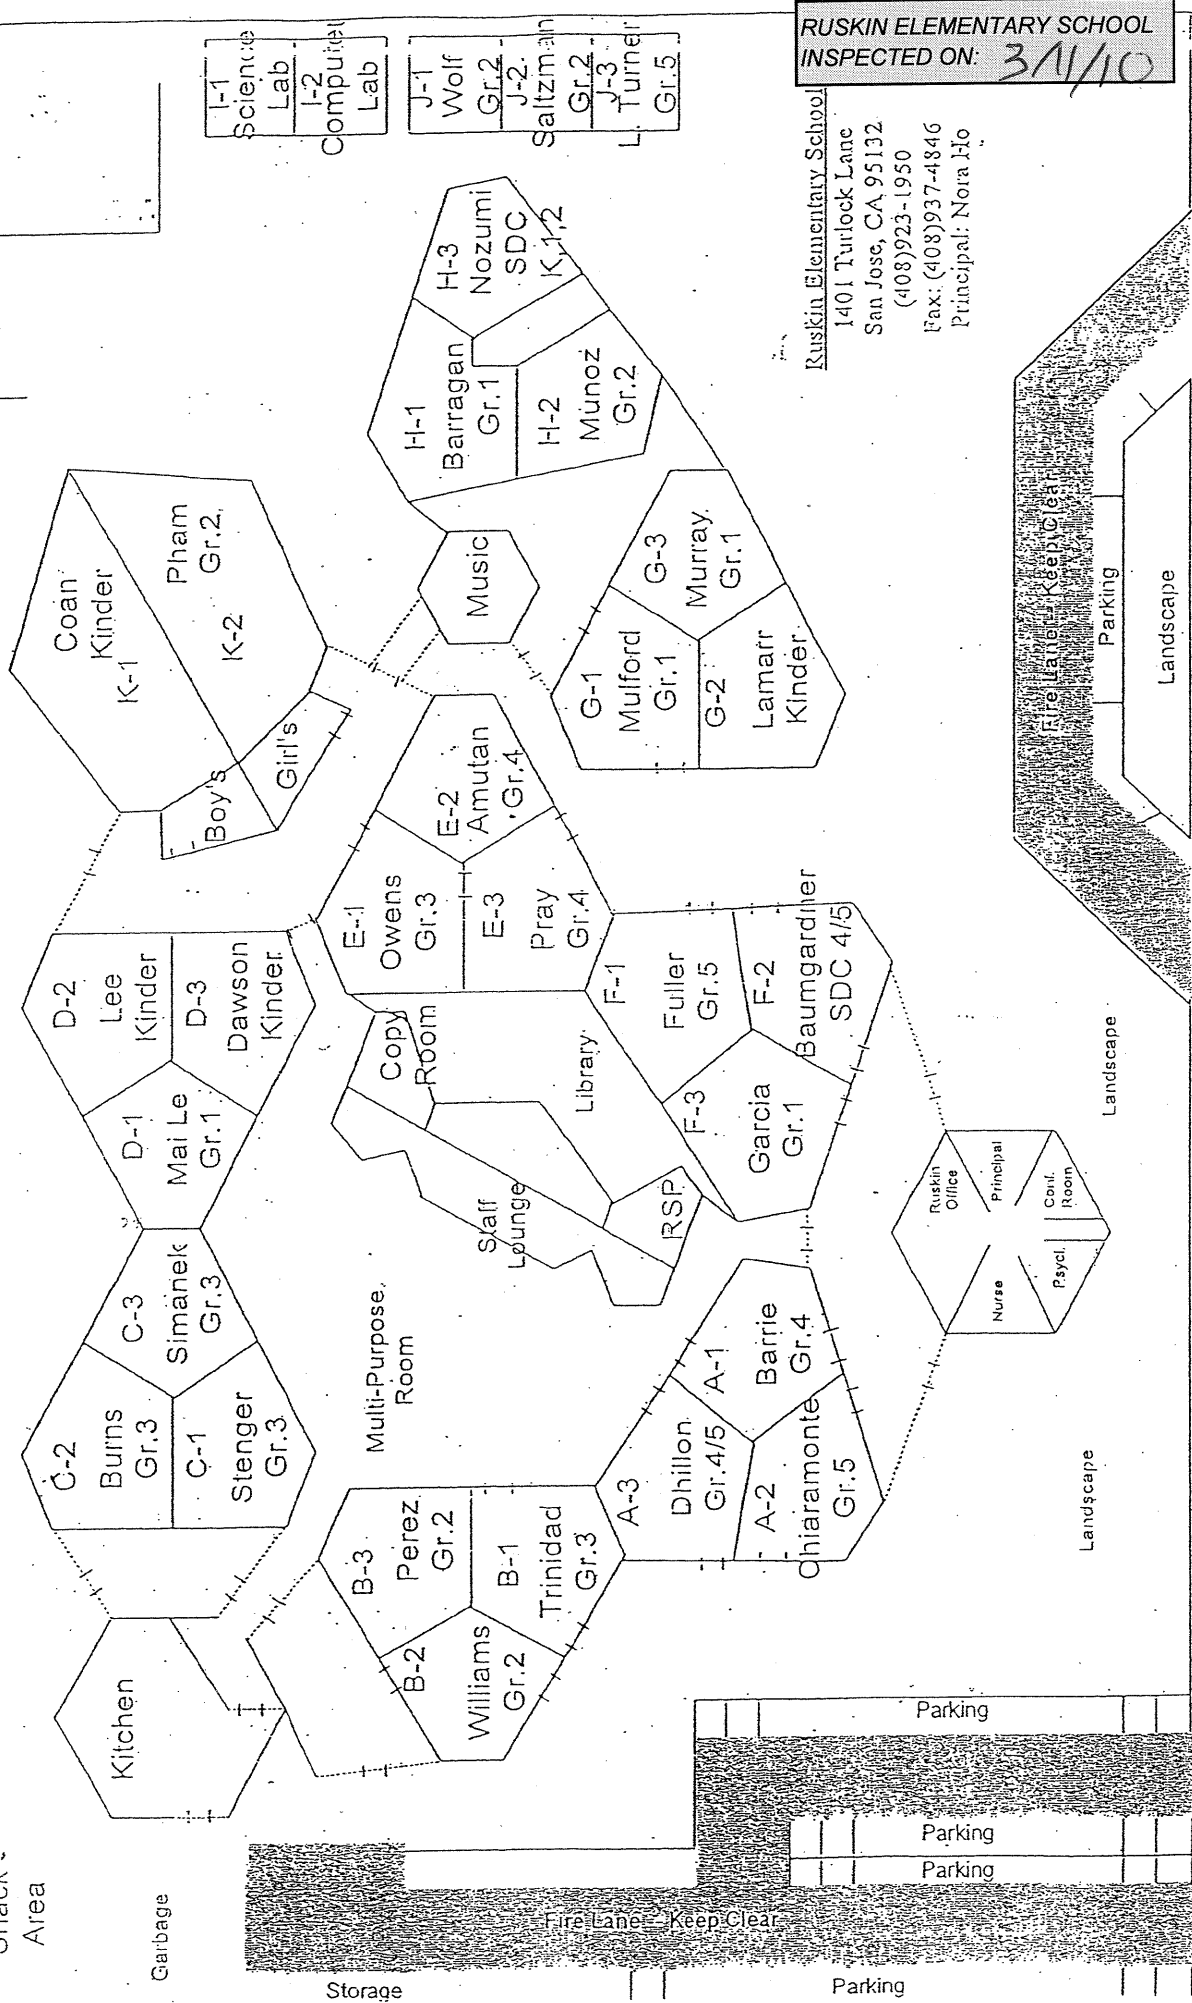 RUSKIN ELEMENTARY SCHOOL
INSPECTED ON: 3/11/10
I-1
Science
Lab
I-2
Computer
Lab
J-1
Wolf
Gr.2
J-2
Saltzman
Gr.2
J-3
L. Turner
Gr.5
Ruskin Elementary School
1401 Turlock Lane
San Jose, CA 95132
(408)923-1950
Fax: (408)937-4846
Principal: Nora Ho
H-3
Nozumi
SDC
K,1,2
H-1
Barragan
Gr.1
H-2
Munoz
Gr.2
Coan
Kinder
K-1
Pham
Gr.2
K-2
Boy's
Girl's
Music
G-3
Murray
Gr.1
G-1
Mulford
Gr.1
G-2
Lamarr
Kinder
E-2
Amutan
Gr.4
E-1
Owens
Gr.3
E-3
Pray
Gr.4
D-2
Lee
Kinder
D-3
Dawson
Kinder
D-1
Mai Le
Gr.1
Copy
Room
Library
Staff
Lounge
RSP
F-1
Fuller
Gr.5
F-2
Baumgardner
SDC 4/5
F-3
Garcia
Gr.1
C-3
Simanek
Gr.3
C-2
Burns
Gr.3
C-1
Stenger
Gr.3
Multi-Purpose
Room
A-1
Barrie
Gr.4
A-3
Dhillon
Gr.4/5
A-2
Chiaramonte
Gr.5
Ruskin
Office
Principal
Conf.
Room
Nurse
Psycl.
B-3
Perez
Gr.2
B-1
Trinidad
Gr.3
B-2
Williams
Gr.2
Kitchen
Area
Garbage
Storage
Fire Lane - Keep Clear
Parking
Parking
Parking
Parking
Landscape
Landscape
Fire Lane - Keep Clear
Parking
Landscape